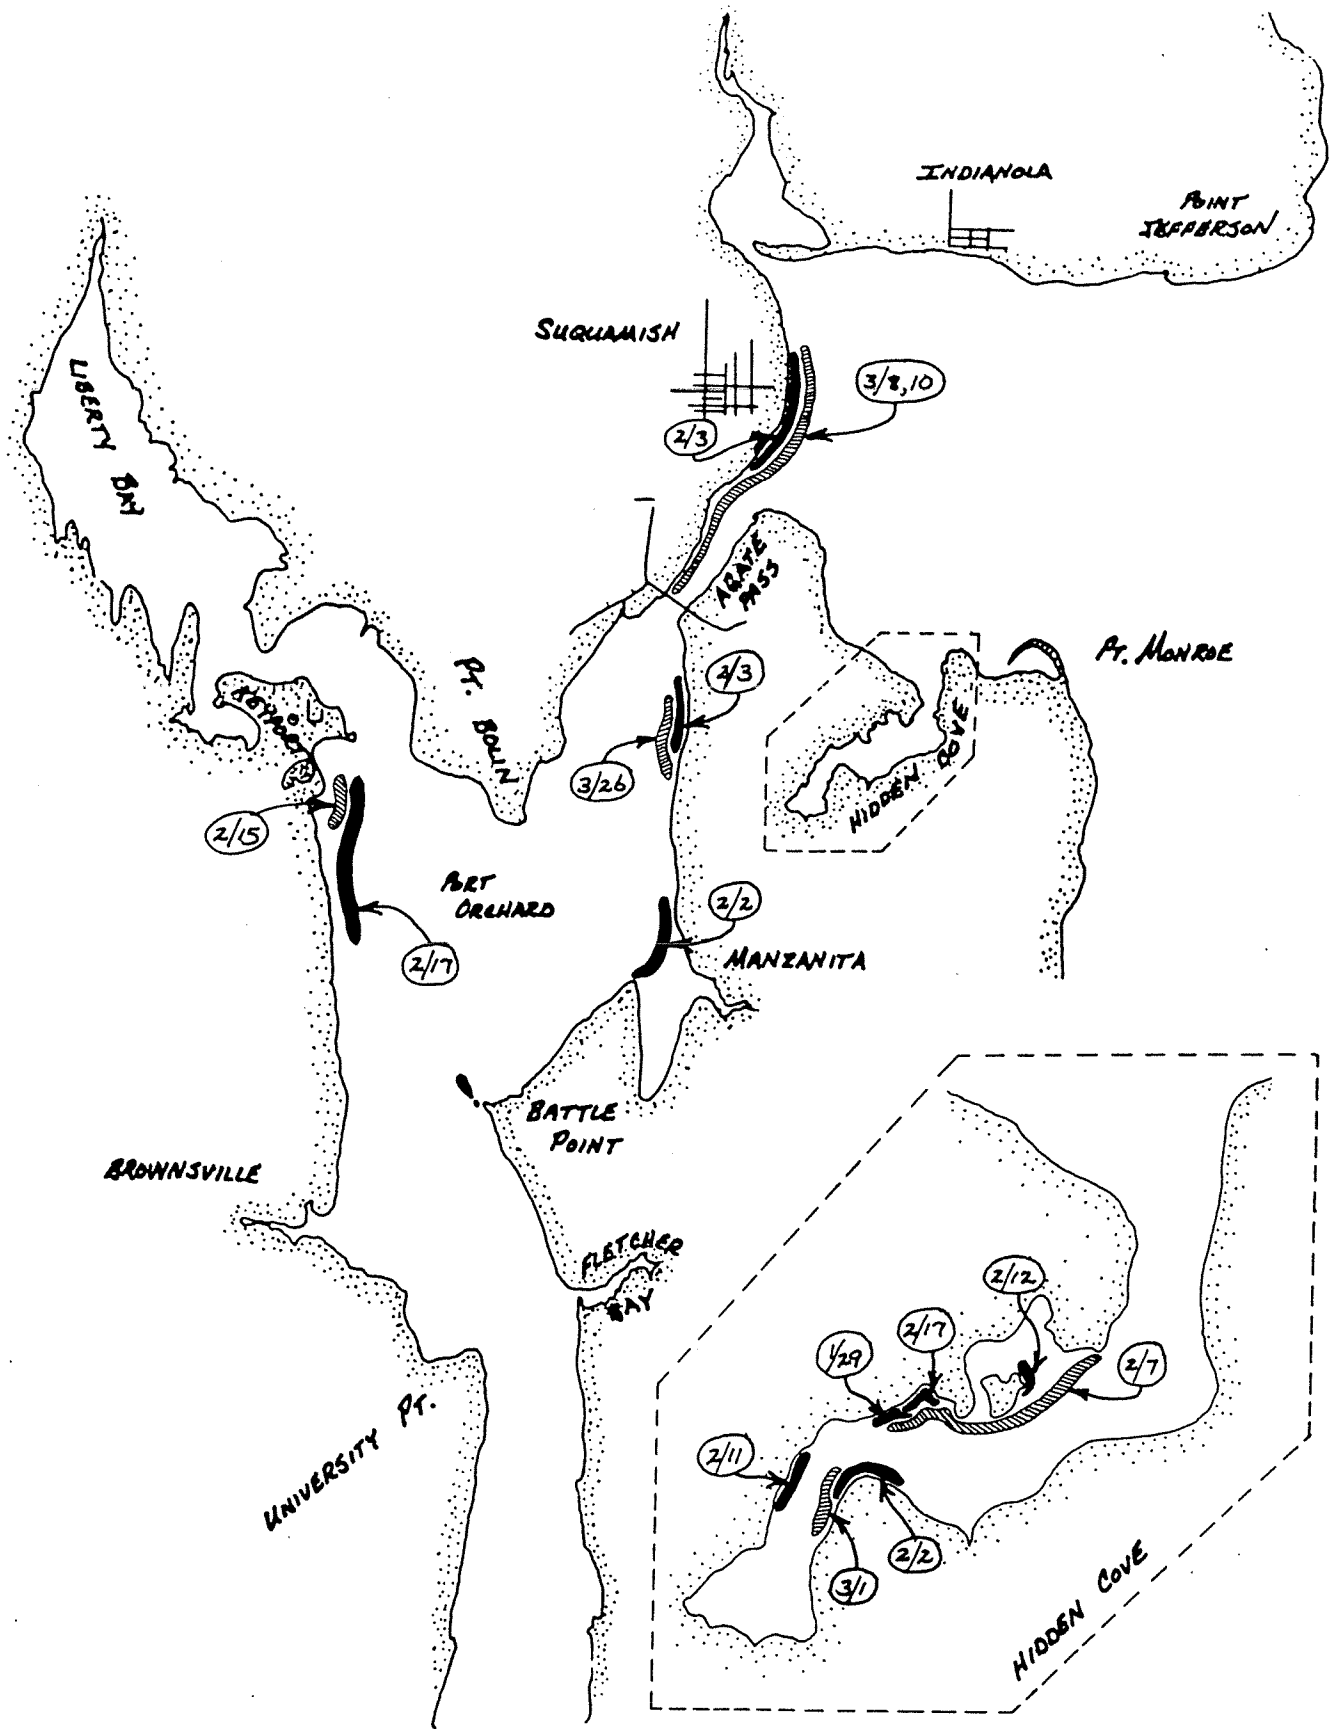 INDIANOLA
POINT
JEFFERSON
SUQUAMISH
3/8,10
2/3
LIBERTY BAY
AGATE
PASS
PT. MONROE
2/3
3/26
KEYPORT
PT. BOLIN
HIDDEN COVE
2/15
PORT
ORCHARD
2/2
2/17
MANZANITA
BATTLE
POINT
BROWNSVILLE
FLETCHER
BAY
UNIVERSITY PT.
2/12
2/17
1/29
2/7
2/11
2/2
3/1
HIDDEN COVE